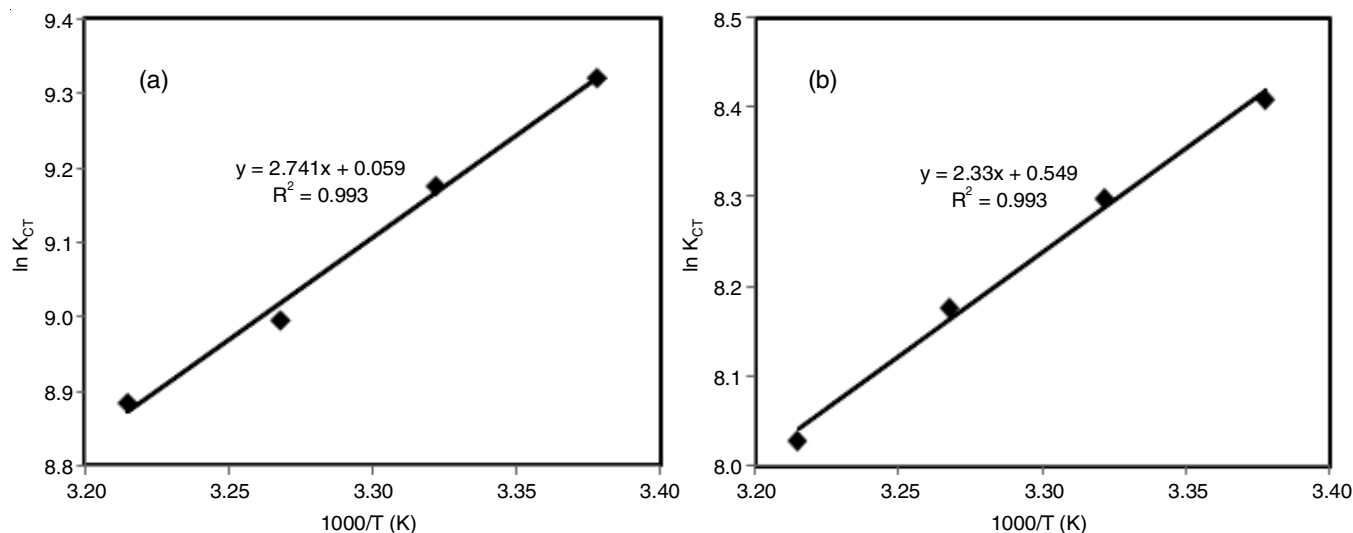 (a)
y = 2.741x + 0.059
R² = 0.993
ln K_CT
9.4
9.3
9.2
9.1
9.0
8.9
8.8
3.20 3.25 3.30 3.35 3.40
1000/T (K)
(b)
y = 2.33x + 0.549
R² = 0.993
ln K_CT
8.5
8.4
8.3
8.2
8.1
8.0
3.20 3.25 3.30 3.35 3.40
1000/T (K)